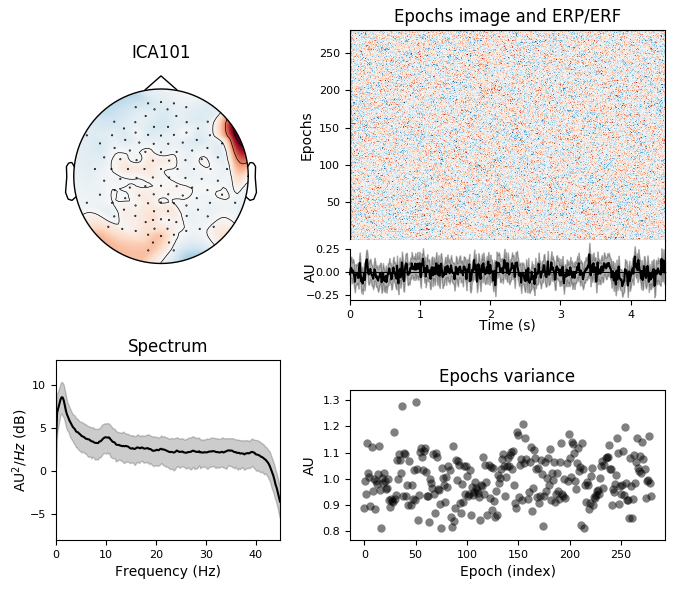 ICA101
Epochs image and ERP/ERF
Epochs
250
200
150
100
50
AU
0.25
0.00
−0.25
0 1 2 3 4
Time (s)
Spectrum
AU²/Hz (dB)
10
5
0
−5
0 10 20 30 40
Frequency (Hz)
Epochs variance
AU
1.3
1.2
1.1
1.0
0.9
0.8
0 50 100 150 200 250
Epoch (index)